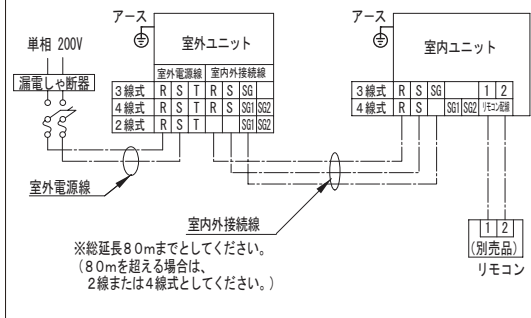 アース
単相 200V
漏電しゃ断器
室外ユニット
室外電源線 室内外接続線
3線式 R S T R S SG
4線式 R S T R S SG1 SG2
2線式 R S T SG1 SG2
アース
室内ユニット
3線式 R S SG 1 2
4線式 R S SG1 SG2 リモコン配線
室外電源線
室内外接続線
※総延長80mまでとしてください。
(80mを超える場合は、
2線または4線式としてください。)
1 2
(別売品)
リモコン